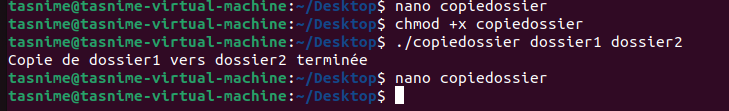 tasnime@tasnime-virtual-machine:~/Desktop$ nano copiedossier
tasnime@tasnime-virtual-machine:~/Desktop$ chmod +x copiedossier
tasnime@tasnime-virtual-machine:~/Desktop$ ./copiedossier dossier1 dossier2
Copie de dossier1 vers dossier2 terminée
tasnime@tasnime-virtual-machine:~/Desktop$ nano copiedossier
tasnime@tasnime-virtual-machine:~/Desktop$